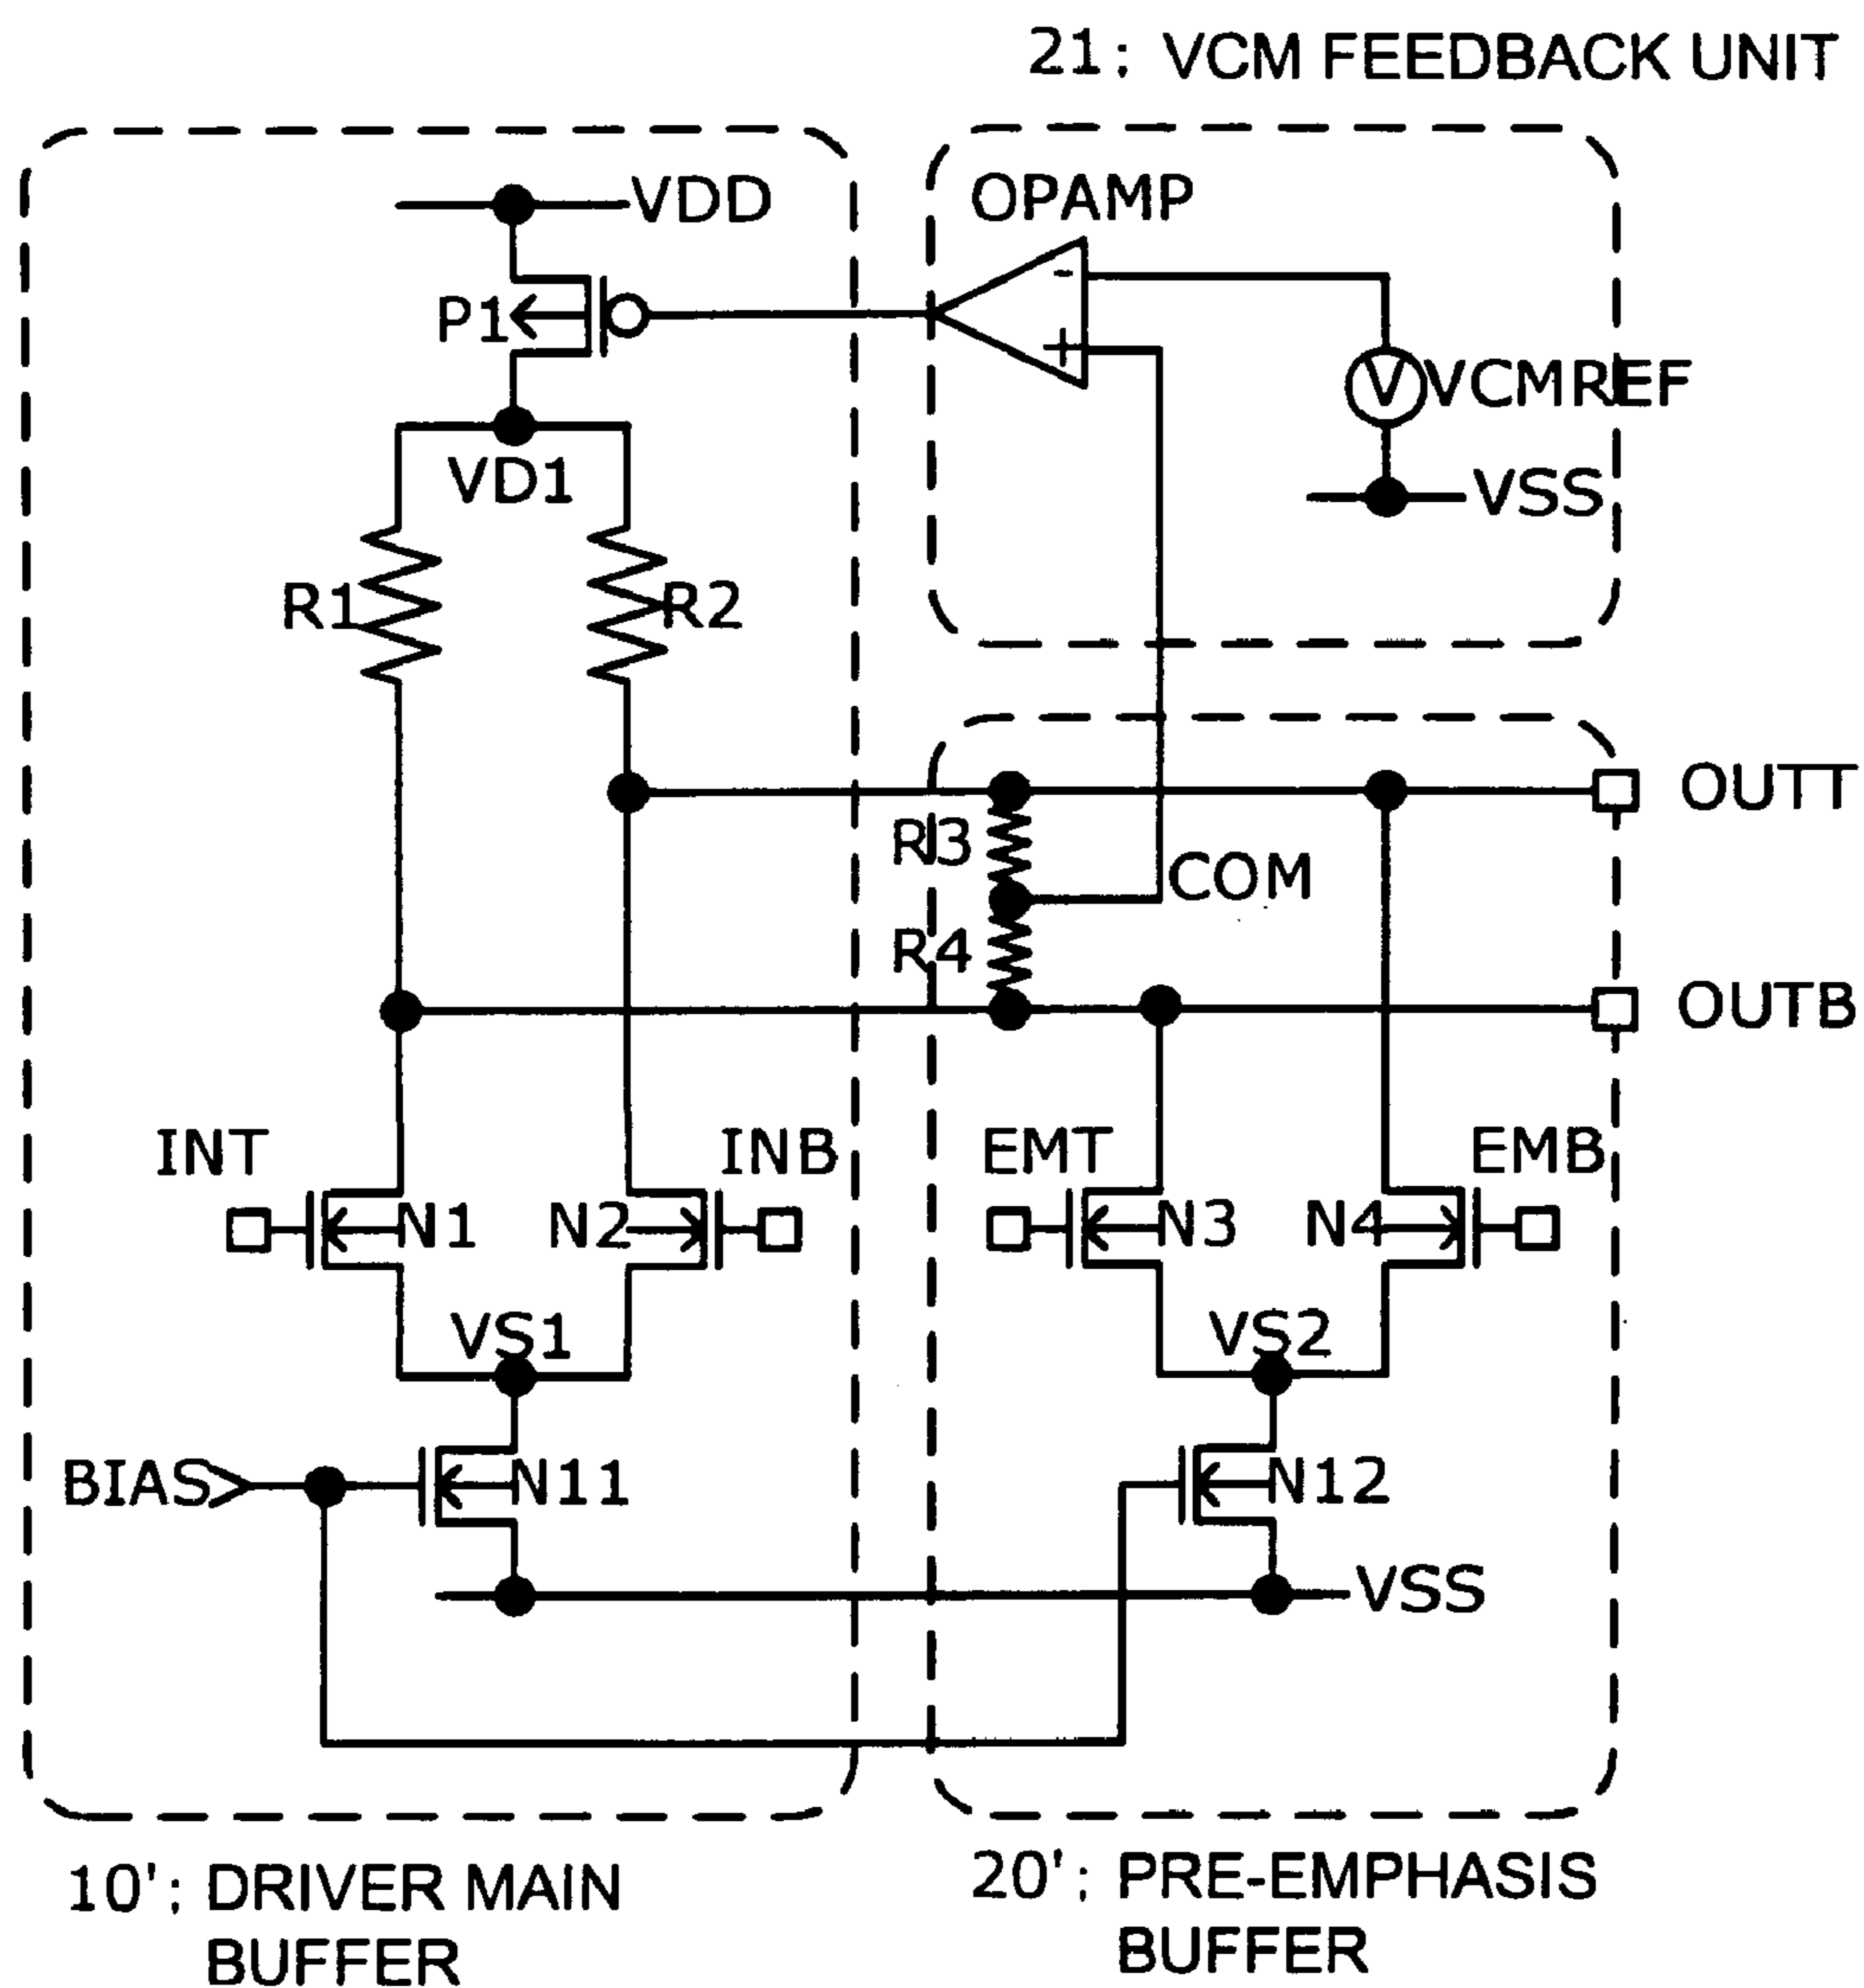 21; VCM FEEDBACK UNIT
VDD
OPAMP
P1
-
+
V VCMREF
VD1
VSS
R1
R2
OUTT
R3
COM
R4
OUTB
INT
INB
EMT
EMB
N1
N2
N3
N4
VS1
VS2
BIAS
N11
N12
VSS
10'; DRIVER MAIN
BUFFER
20'; PRE-EMPHASIS
BUFFER